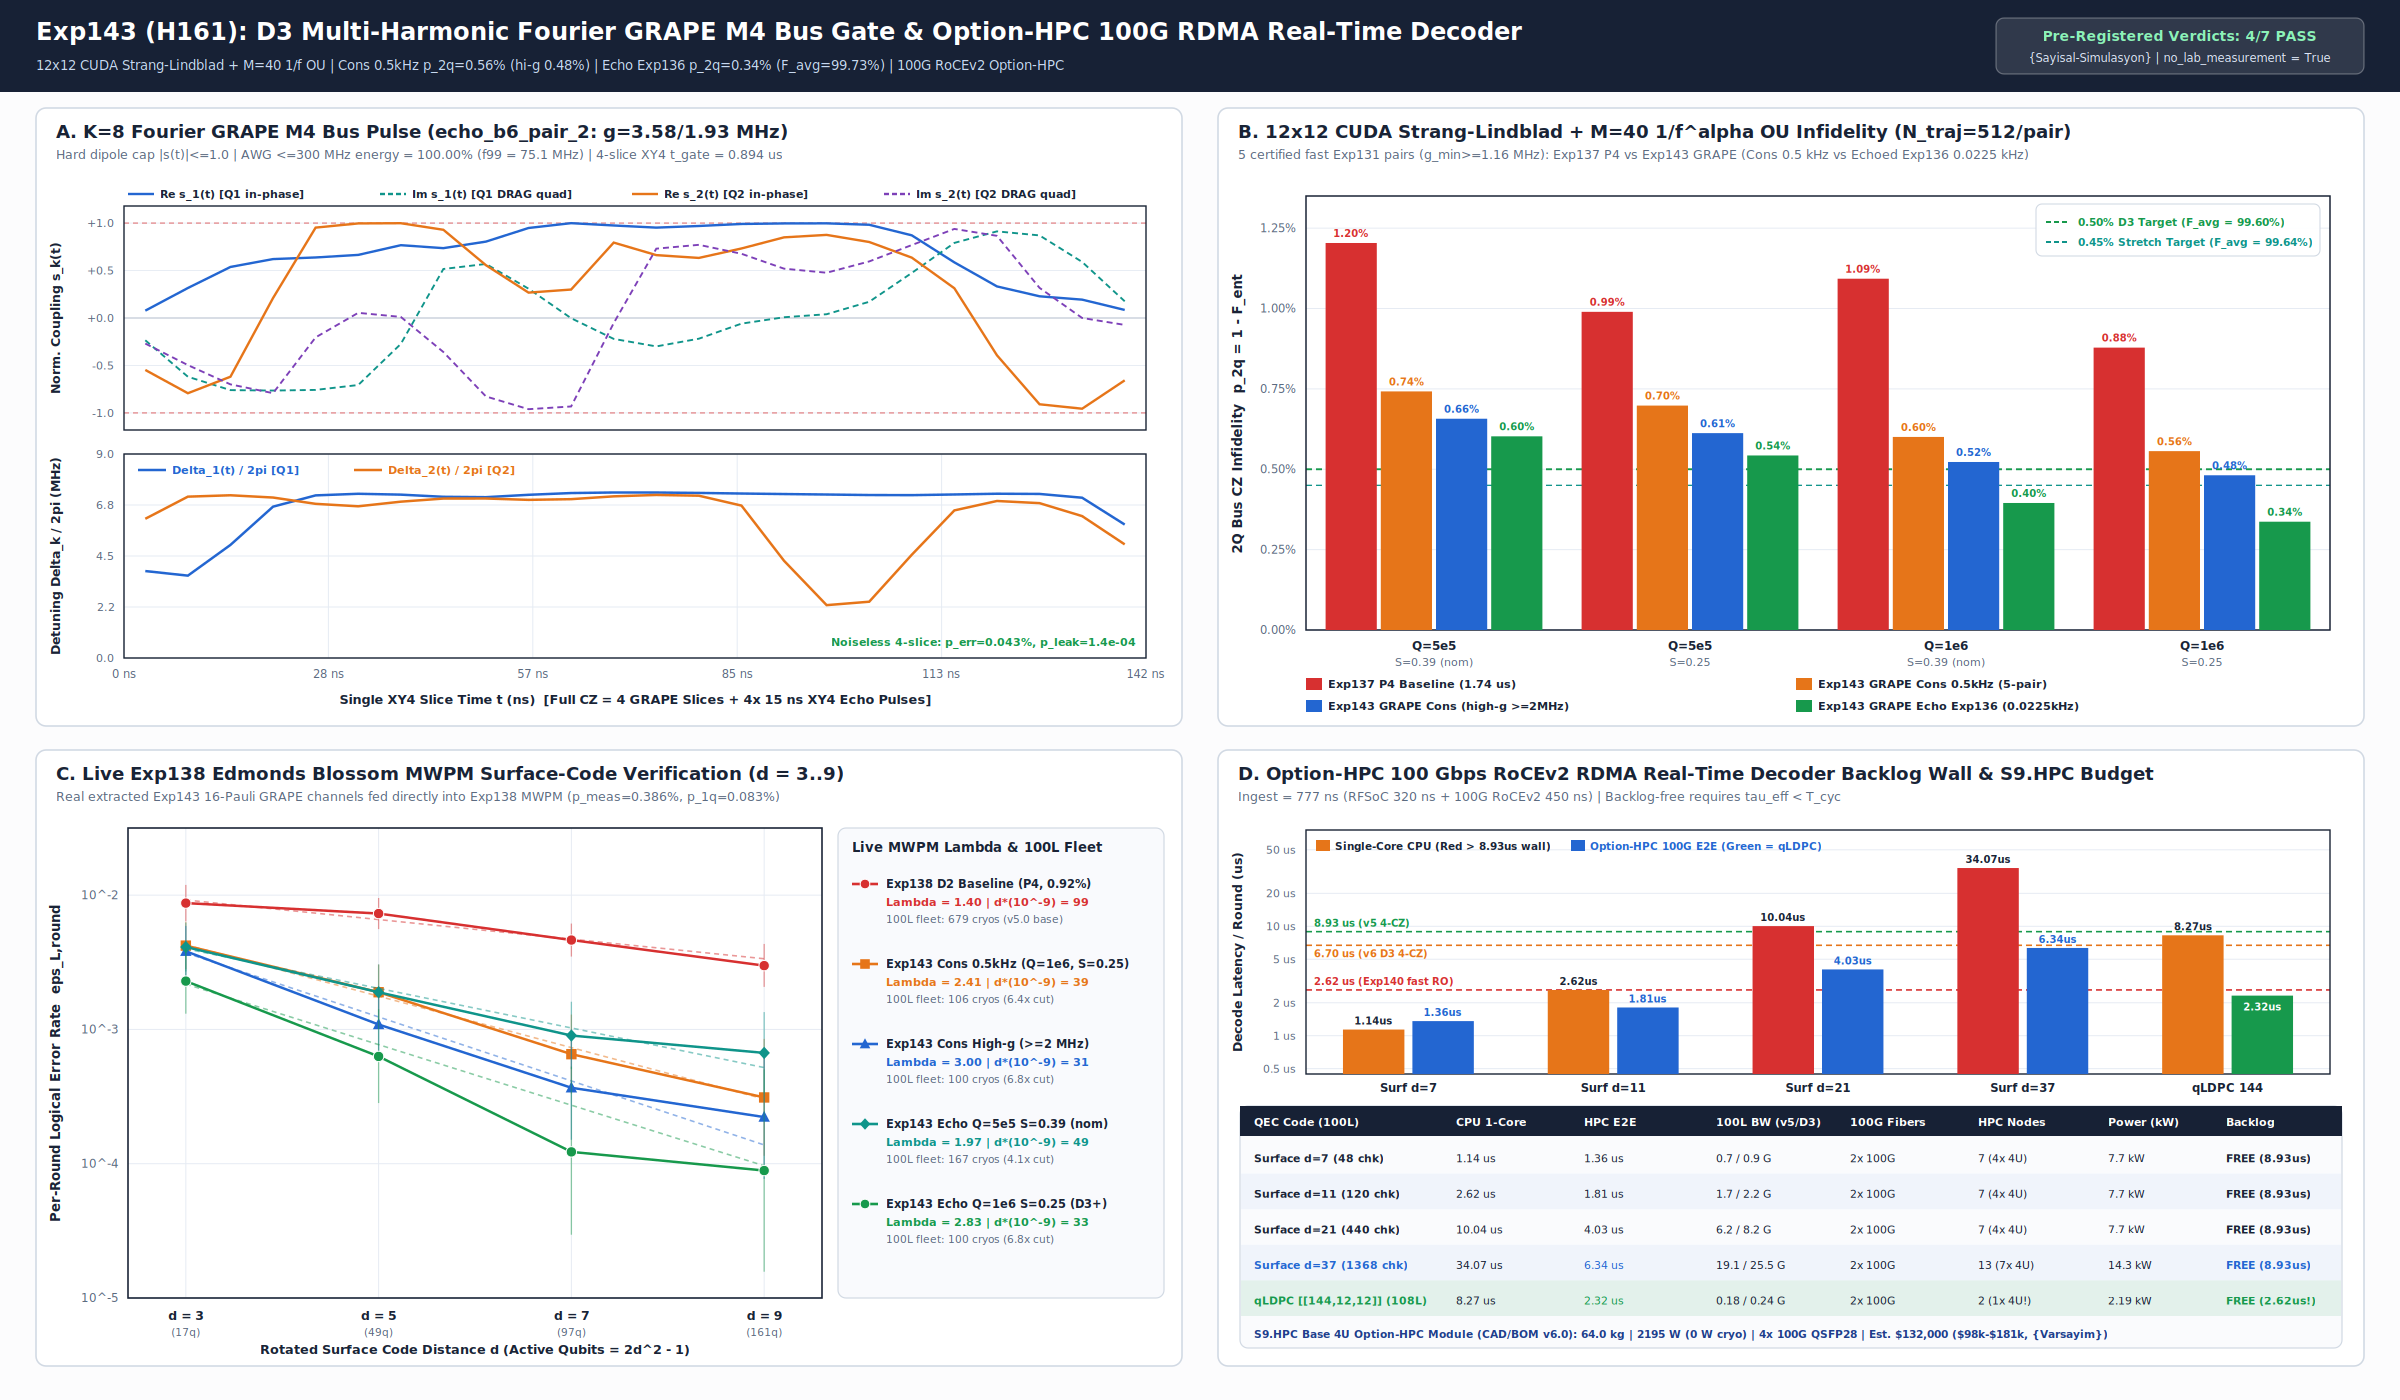 Exp143 (H161): D3 Multi-Harmonic Fourier GRAPE M4 Bus Gate & Option-HPC 100G RDMA Real-Time Decoder
12x12 CUDA Strang-Lindblad + M=40 1/f OU | Cons 0.5kHz p_2q=0.56% (hi-g 0.48%) | Echo Exp136 p_2q=0.34% (F_avg=99.73%) | 100G RoCEv2 Option-HPC
Pre-Registered Verdicts: 4/7 PASS
{Sayisal-Simulasyon} | no_lab_measurement = True
A. K=8 Fourier GRAPE M4 Bus Pulse (echo_b6_pair_2: g=3.58/1.93 MHz)
Hard dipole cap |s(t)|<=1.0 | AWG <=300 MHz energy = 100.00% (f99 = 75.1 MHz) | 4-slice XY4 t_gate = 0.894 us
Re s_1(t) [Q1 in-phase]
Im s_1(t) [Q1 DRAG quad]
Re s_2(t) [Q2 in-phase]
Im s_2(t) [Q2 DRAG quad]
Norm. Coupling s_k(t)
+1.0
+0.5
+0.0
-0.5
-1.0
Detuning Delta_k / 2pi (MHz)
9.0
6.8
4.5
2.2
0.0
Delta_1(t) / 2pi [Q1]
Delta_2(t) / 2pi [Q2]
Noiseless 4-slice: p_err=0.043%, p_leak=1.4e-04
0 ns
28 ns
57 ns
85 ns
113 ns
142 ns
Single XY4 Slice Time t (ns)  [Full CZ = 4 GRAPE Slices + 4x 15 ns XY4 Echo Pulses]
B. 12x12 CUDA Strang-Lindblad + M=40 1/f^alpha OU Infidelity (N_traj=512/pair)
5 certified fast Exp131 pairs (g_min>=1.16 MHz): Exp137 P4 vs Exp143 GRAPE (Cons 0.5 kHz vs Echoed Exp136 0.0225 kHz)
2Q Bus CZ Infidelity  p_2q = 1 - F_ent
1.25%
1.00%
0.75%
0.50%
0.25%
0.00%
0.50% D3 Target (F_avg = 99.60%)
0.45% Stretch Target (F_avg = 99.64%)
1.20%
0.74%
0.66%
0.60%
0.99%
0.70%
0.61%
0.54%
1.09%
0.60%
0.52%
0.40%
0.88%
0.56%
0.48%
0.34%
Q=5e5
S=0.39 (nom)
Q=5e5
S=0.25
Q=1e6
S=0.39 (nom)
Q=1e6
S=0.25
Exp137 P4 Baseline (1.74 us)
Exp143 GRAPE Cons 0.5kHz (5-pair)
Exp143 GRAPE Cons (high-g >=2MHz)
Exp143 GRAPE Echo Exp136 (0.0225kHz)
C. Live Exp138 Edmonds Blossom MWPM Surface-Code Verification (d = 3..9)
Real extracted Exp143 16-Pauli GRAPE channels fed directly into Exp138 MWPM (p_meas=0.386%, p_1q=0.083%)
Per-Round Logical Error Rate  eps_L,round
10^-2
10^-3
10^-4
10^-5
d = 3
(17q)
d = 5
(49q)
d = 7
(97q)
d = 9
(161q)
Rotated Surface Code Distance d (Active Qubits = 2d^2 - 1)
Live MWPM Lambda & 100L Fleet
Exp138 D2 Baseline (P4, 0.92%)
Lambda = 1.40 | d*(10^-9) = 99
100L fleet: 679 cryos (v5.0 base)
Exp143 Cons 0.5kHz (Q=1e6, S=0.25)
Lambda = 2.41 | d*(10^-9) = 39
100L fleet: 106 cryos (6.4x cut)
Exp143 Cons High-g (>=2 MHz)
Lambda = 3.00 | d*(10^-9) = 31
100L fleet: 100 cryos (6.8x cut)
Exp143 Echo Q=5e5 S=0.39 (nom)
Lambda = 1.97 | d*(10^-9) = 49
100L fleet: 167 cryos (4.1x cut)
Exp143 Echo Q=1e6 S=0.25 (D3+)
Lambda = 2.83 | d*(10^-9) = 33
100L fleet: 100 cryos (6.8x cut)
D. Option-HPC 100 Gbps RoCEv2 RDMA Real-Time Decoder Backlog Wall & S9.HPC Budget
Ingest = 777 ns (RFSoC 320 ns + 100G RoCEv2 450 ns) | Backlog-free requires tau_eff < T_cyc
Decode Latency / Round (us)
50 us
20 us
10 us
5 us
2 us
1 us
0.5 us
Single-Core CPU (Red > 8.93us wall)
Option-HPC 100G E2E (Green = qLDPC)
8.93 us (v5 4-CZ)
6.70 us (v6 D3 4-CZ)
2.62 us (Exp140 fast RO)
1.14us
1.36us
2.62us
1.81us
10.04us
4.03us
34.07us
6.34us
8.27us
2.32us
Surf d=7
Surf d=11
Surf d=21
Surf d=37
qLDPC 144
QEC Code (100L) CPU 1-Core HPC E2E 100L BW (v5/D3) 100G Fibers HPC Nodes Power (kW) Backlog
Surface d=7 (48 chk) 1.14 us 1.36 us 0.7 / 0.9 G 2x 100G 7 (4x 4U) 7.7 kW FREE (8.93us)
Surface d=11 (120 chk) 2.62 us 1.81 us 1.7 / 2.2 G 2x 100G 7 (4x 4U) 7.7 kW FREE (8.93us)
Surface d=21 (440 chk) 10.04 us 4.03 us 6.2 / 8.2 G 2x 100G 7 (4x 4U) 7.7 kW FREE (8.93us)
Surface d=37 (1368 chk) 34.07 us 6.34 us 19.1 / 25.5 G 2x 100G 13 (7x 4U) 14.3 kW FREE (8.93us)
qLDPC [[144,12,12]] (108L) 8.27 us 2.32 us 0.18 / 0.24 G 2x 100G 2 (1x 4U!) 2.19 kW FREE (2.62us!)
S9.HPC Base 4U Option-HPC Module (CAD/BOM v6.0): 64.0 kg | 2195 W (0 W cryo) | 4x 100G QSFP28 | Est. $132,000 ($98k-$181k, {Varsayim})